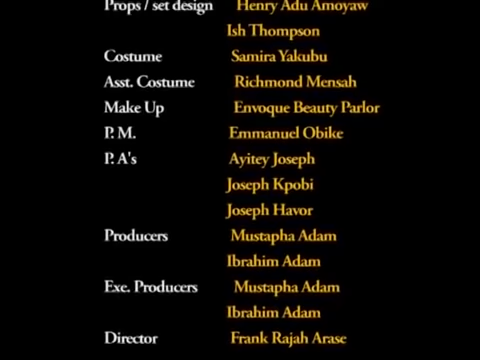 Props / set design Henry Adu Amoyaw
Ish Thompson
Costume Samira Yakubu
Asst. Costume Richmond Mensah
Make Up Envoque Beauty Parlor
P. M. Emmanuel Obike
P. A's Ayitey Joseph
Joseph Kpobi
Joseph Havor
Producers Mustapha Adam
Ibrahim Adam
Exe. Producers Mustapha Adam
Ibrahim Adam
Director Frank Rajah Arase